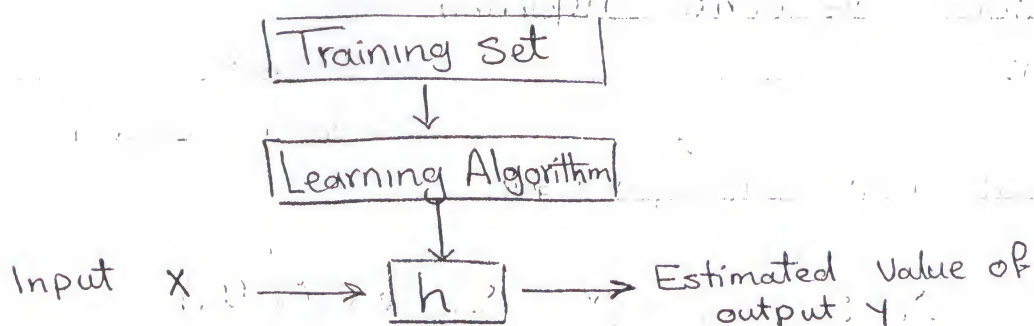 Training Set
Learning Algorithm
Input X h Estimated Value of
output Y